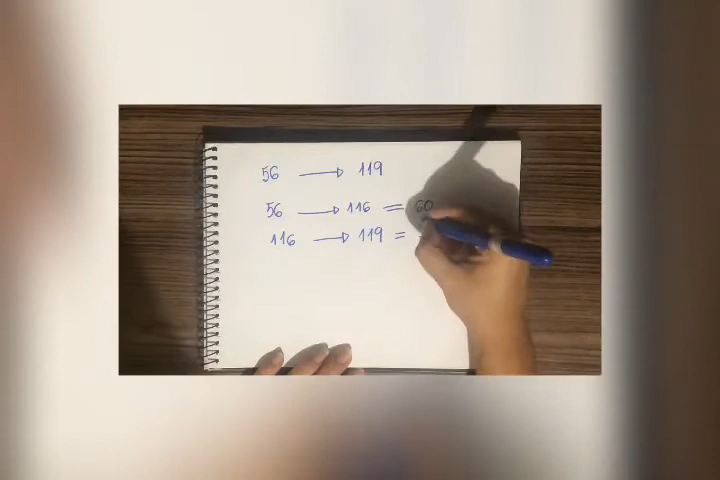 56 → 119
56 → 116 = 60
116 → 119 =